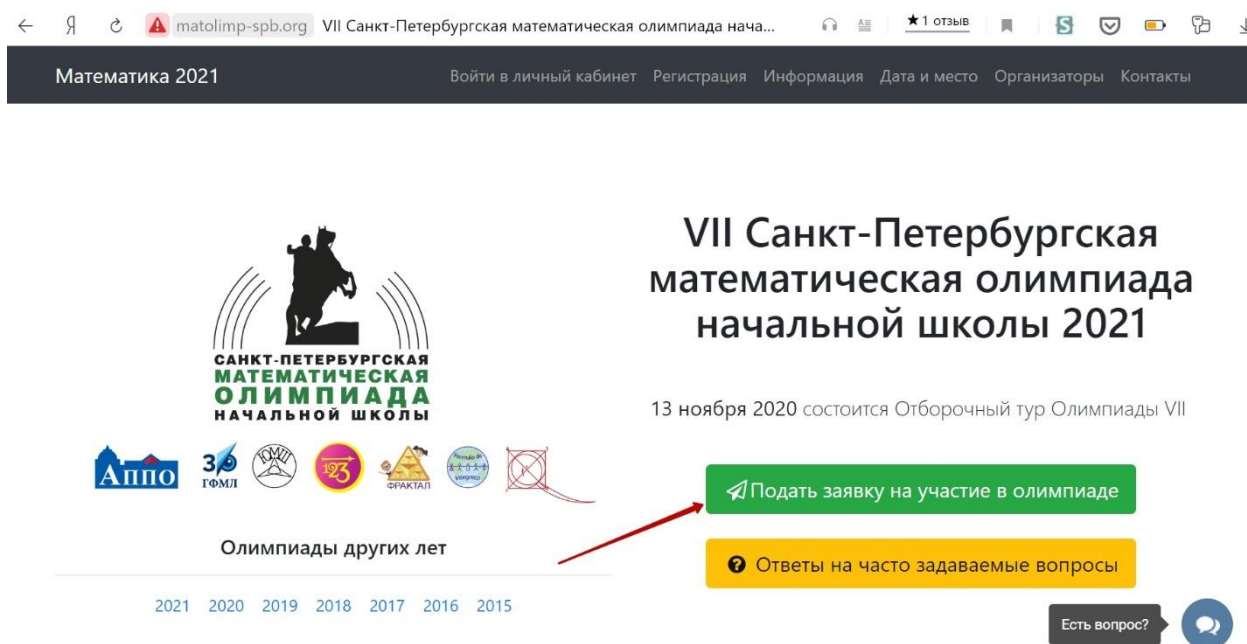 matolimp-spb.org VII Санкт-Петербургская математическая олимпиада нача... ★ 1 отзыв
Математика 2021 Войти в личный кабинет Регистрация Информация Дата и место Организаторы Контакты
САНКТ-ПЕТЕРБУРГСКАЯ
МАТЕМАТИЧЕСКАЯ
ОЛИМПИАДА
НАЧАЛЬНОЙ ШКОЛЫ
АППО
30
ГФМЛ
ЮМШ
123
ФРАКТАЛ
Олимпиады других лет
2021 2020 2019 2018 2017 2016 2015
VII Санкт-Петербургская
математическая олимпиада
начальной школы 2021
13 ноября 2020 состоится Отборочный тур Олимпиады VII
Подать заявку на участие в олимпиаде
Ответы на часто задаваемые вопросы
Есть вопрос?